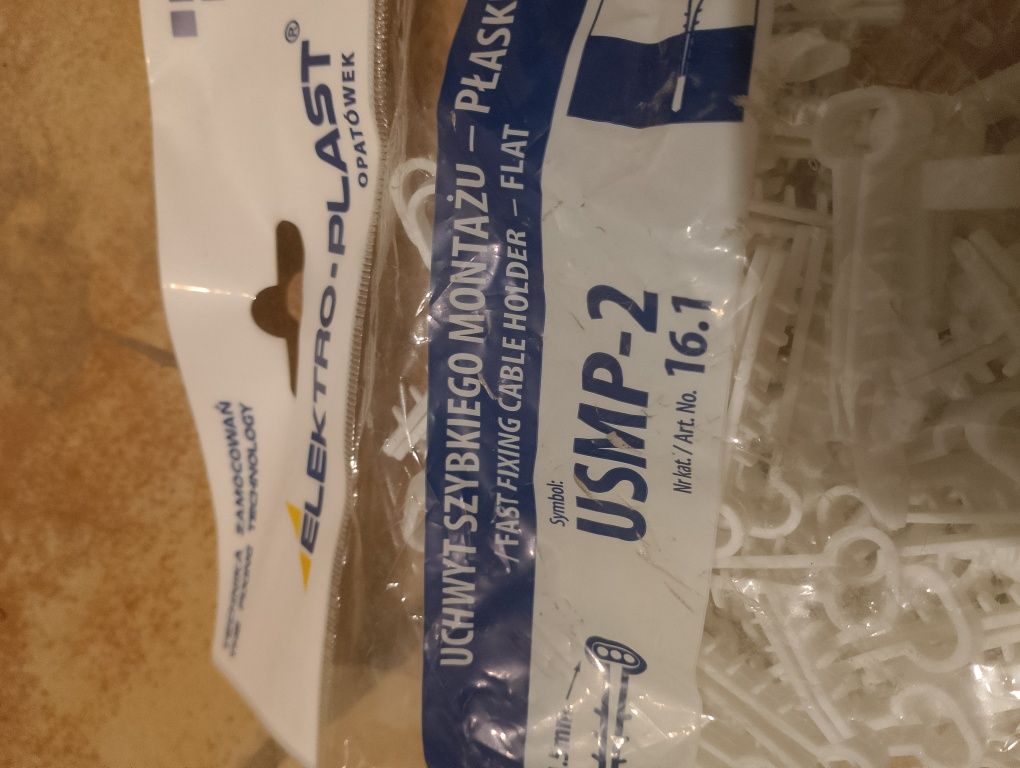 ELEKTRO-PLAST®
OPATÓWEK
ZAMOCOWAŃ
TECHNOLOGY
UCHWYT SZYBKIEGO MONTAŻU – PŁASK
FAST FIXING CABLE HOLDER – FLAT
Symbol:
USMP-2
Nr kat. / Art. No. 16.1